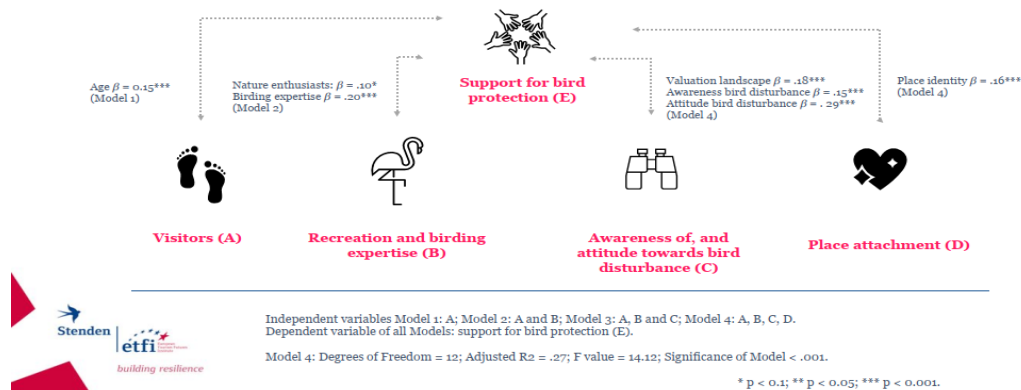 Support for bird
protection (E)
Age β = 0.15***
(Model 1)
Nature enthusiasts: β = .10*
Birding expertise β = .20***
(Model 2)
Valuation landscape β = .18***
Awareness bird disturbance β = .15***
Attitude bird disturbance β = . 29***
(Model 4)
Place identity β = .16***
(Model 4)
Visitors (A)
Recreation and birding
expertise (B)
Awareness of, and
attitude towards bird
disturbance (C)
Place attachment (D)
Stenden
etfi
building resilience
Independent variables Model 1: A; Model 2: A and B; Model 3: A, B and C; Model 4: A, B, C, D.
Dependent variable of all Models: support for bird protection (E).
Model 4: Degrees of Freedom = 12; Adjusted R2 = .27; F value = 14.12; Significance of Model < .001.
* p < 0.1; ** p < 0.05; *** p < 0.001.